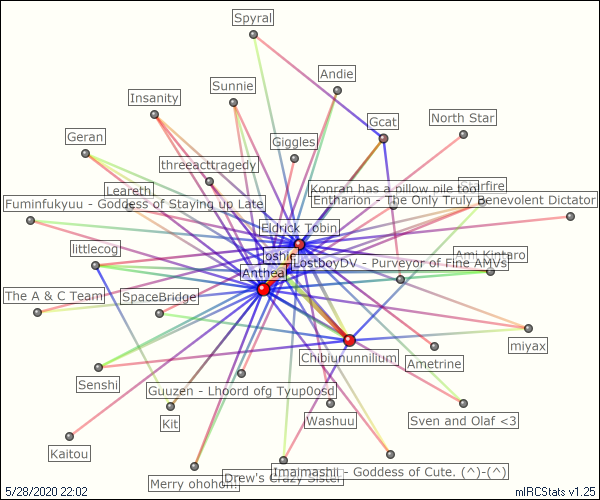 Spyral
Andie
Sunnie
Insanity
Gcat
North Star
Geran
Giggles
threeacttragedy
Konran has a pillow pile too
Leareth
Fuminfukyuu - Goddess of Staying up Late
Entharion - The Only Truly Benevolent Dictator
Eldrick Tobin
littlecog
oshie
Ami Kintaro
LostboyDV - Purveyor of Fine AMVs
Anthea
The A & C Team
SpaceBridge
miyax
Chibiununnilium
Ametrine
Senshi
Guuzen - Lhoord ofg Tyup0osd
Kit
Washuu
Sven and Olaf <3
Kaitou
Imajmashii - Goddess of Cute. (^)-(^)
Drew's Crazy Sister
Merry ohohoh!
5/28/2020 22:02
mIRCStats v1.25